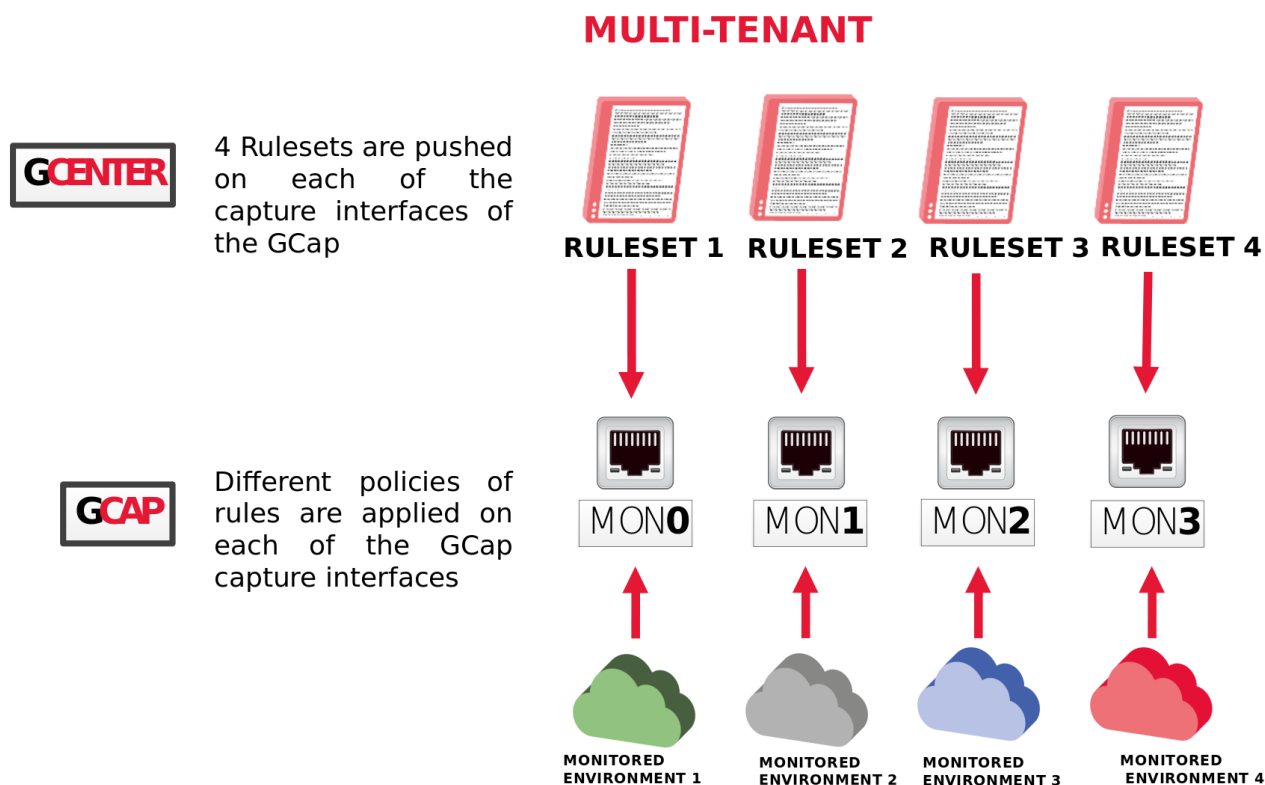 MULTI-TENANT
GCENTER
4 Rulesets are pushed
on each of the
capture interfaces of
the GCap
RULESET 1
RULESET 2
RULESET 3
RULESET 4
GCAP
Different policies of
rules are applied on
each of the GCap
capture interfaces
MON0
MON1
MON2
MON3
MONITORED
ENVIRONMENT 1
MONITORED
ENVIRONMENT 2
MONITORED
ENVIRONMENT 3
MONITORED
ENVIRONMENT 4